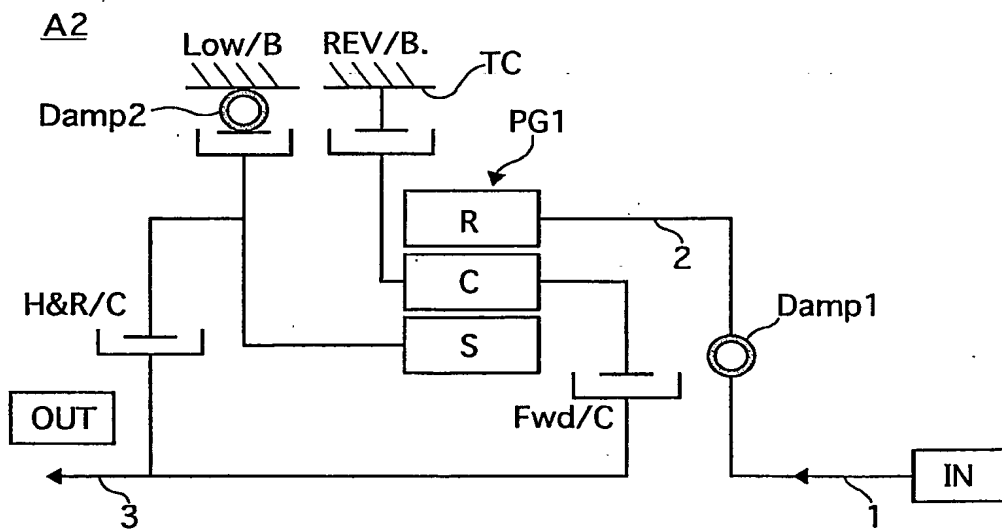 A2
Low/B
REV/B.
TC
Damp2
PG1
R
2
C
H&R/C
Damp1
S
OUT
Fwd/C
IN
3
1